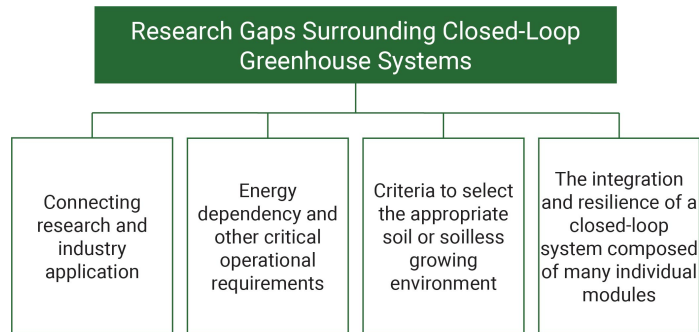 Research Gaps Surrounding Closed-Loop
Greenhouse Systems
Connecting
research and
industry
application
Energy
dependency and
other critical
operational
requirements
Criteria to select
the appropriate
soil or soilless
growing
environment
The integration
and resilience of a
closed-loop
system composed
of many individual
modules